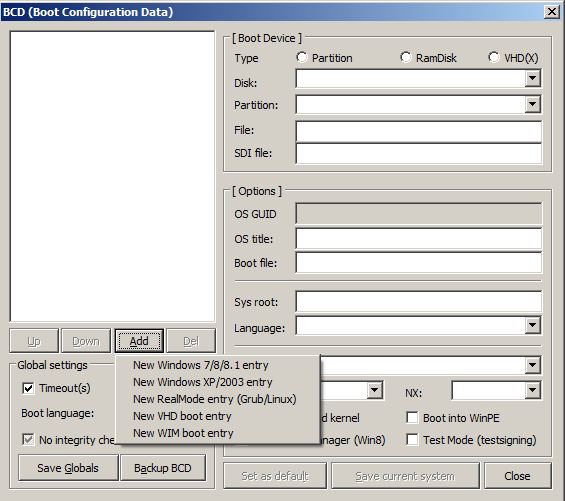 BCD (Boot Configuration Data)
[ Boot Device ]
Type Partition RamDisk VHD(X)
Disk:
Partition:
File:
SDI file:
[ Options ]
OS GUID
OS title:
Boot file:
Sys root:
Language:
Up Down Add Del
Global settings
Timeout(s)
Boot language:
No integrity che
New Windows 7/8/8.1 entry
New Windows XP/2003 entry
New RealMode entry (Grub/Linux)
New VHD boot entry
New WIM boot entry
NX:
d kernel Boot into WinPE
nager (Win8) Test Mode (testsigning)
Save Globals Backup BCD
Set as default Save current system Close